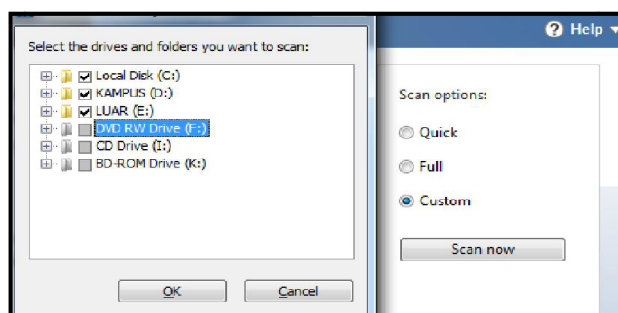 Help
Select the drives and folders you want to scan:
Local Disk (C:)
KAMPUS (D:)
LUAR (E:)
DVD RW Drive (F:)
CD Drive (I:)
BD-ROM Drive (K:)
OK
Cancel
Scan options:
Quick
Full
Custom
Scan now